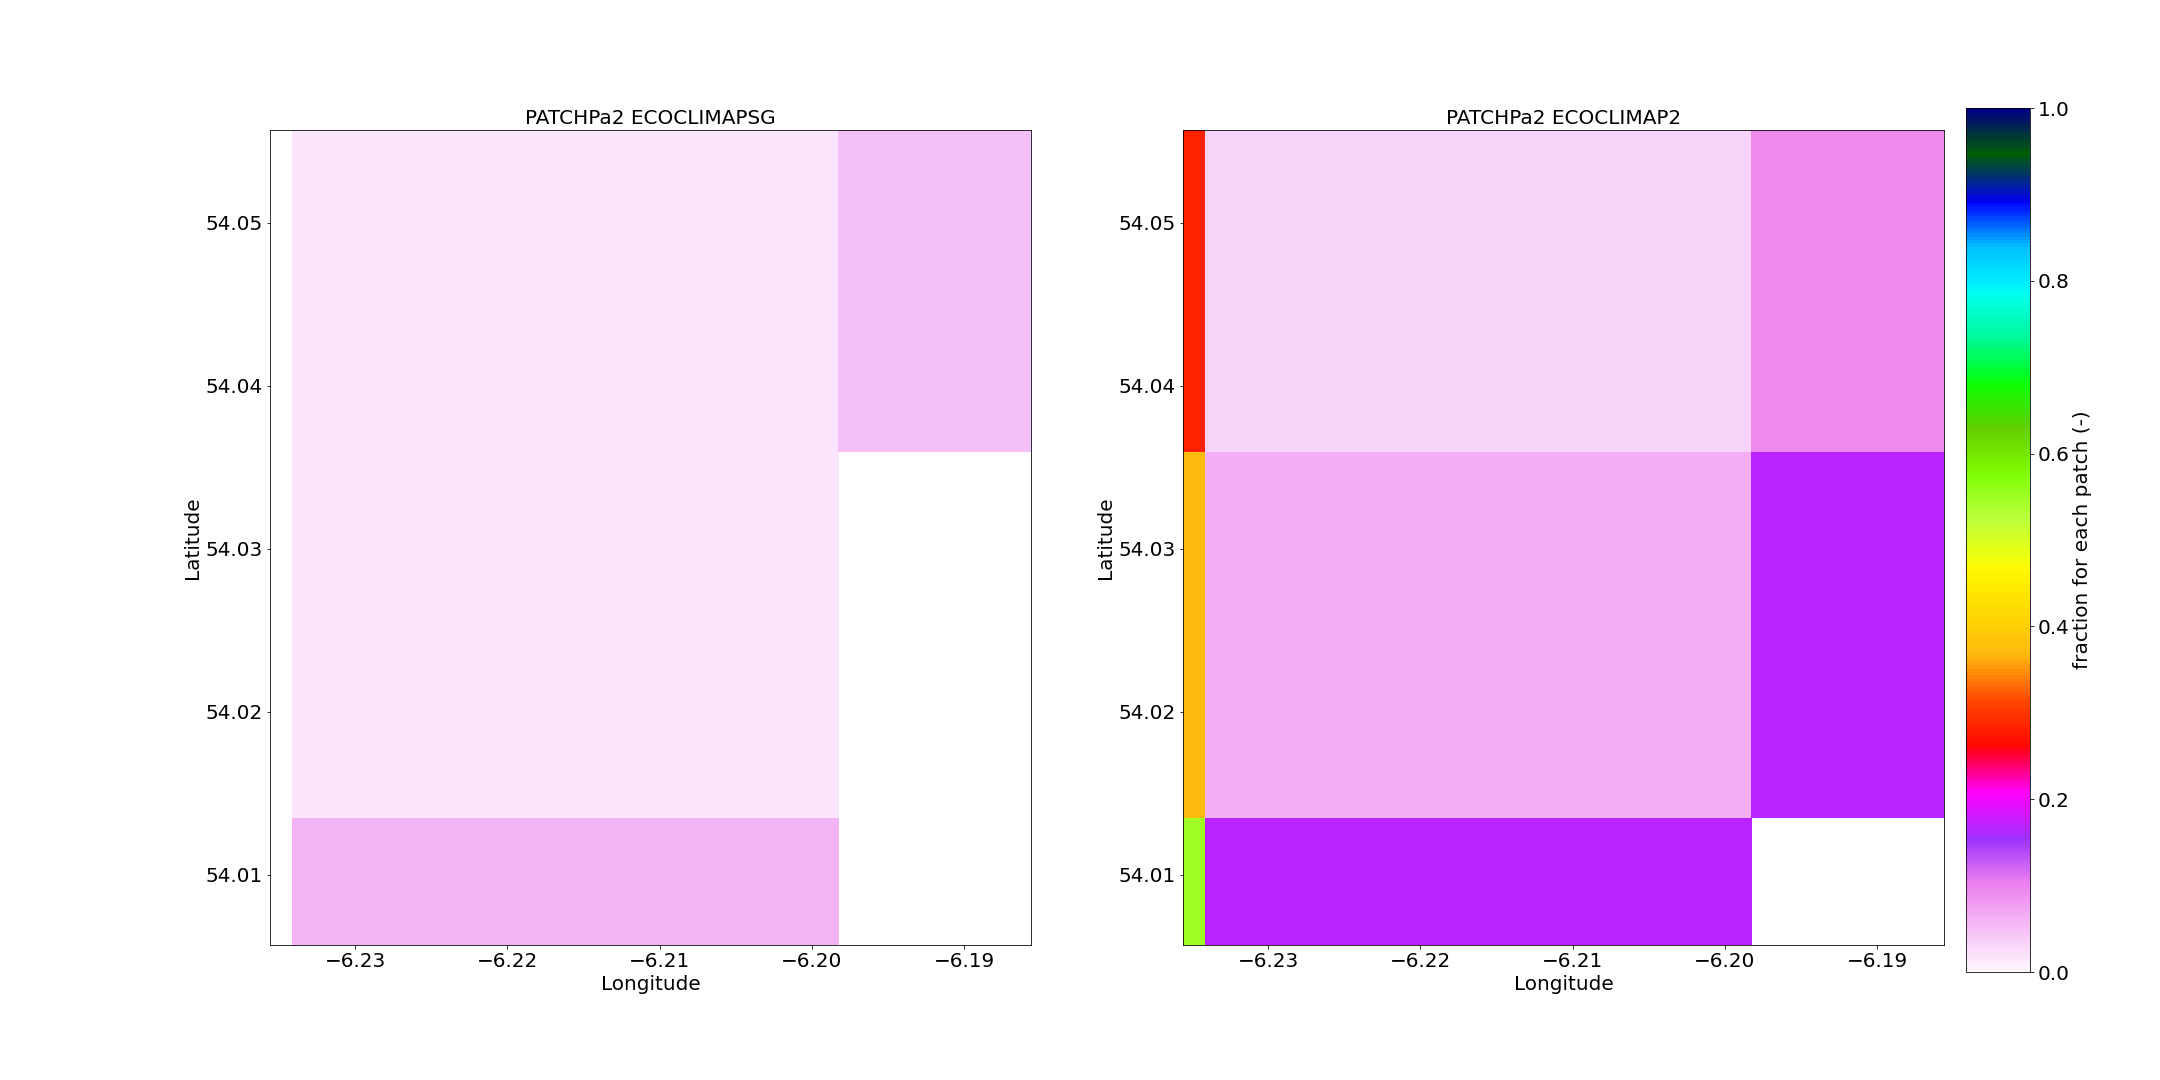 PATCHPa2 ECOCLIMAPSG
54.05
54.04
54.03
54.02
54.01
Latitude
−6.23 −6.22 −6.21 −6.20 −6.19
Longitude
PATCHPa2 ECOCLIMAP2
54.05
54.04
54.03
54.02
54.01
Latitude
−6.23 −6.22 −6.21 −6.20 −6.19
Longitude
1.0
0.8
0.6
0.4
0.2
0.0
fraction for each patch (-)